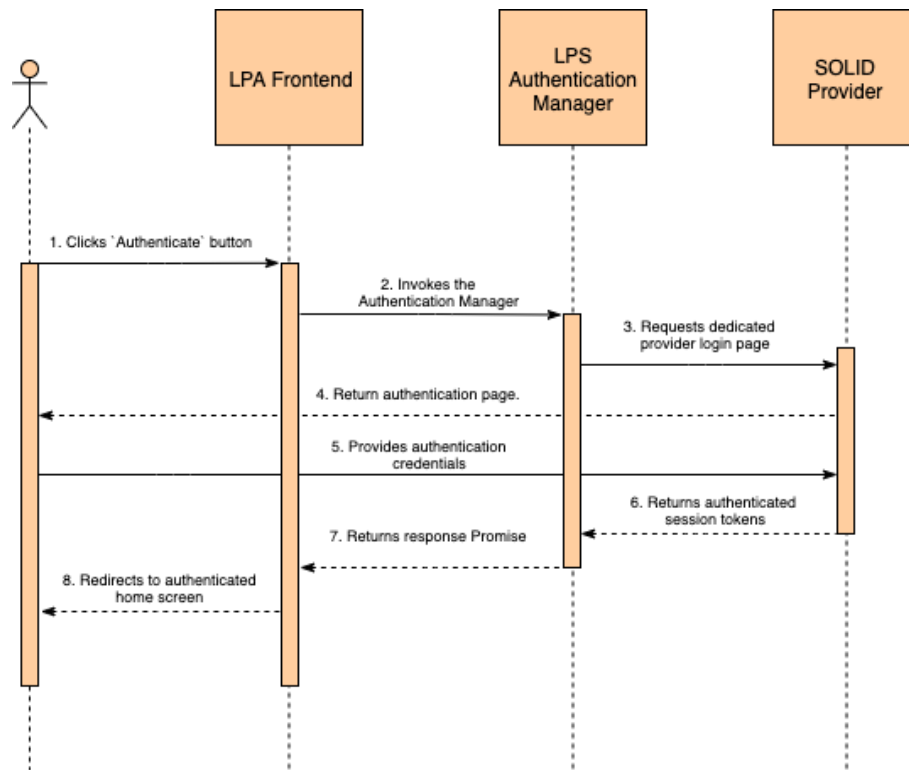 LPA Frontend
LPS
Authentication
Manager
SOLID
Provider
1. Clicks `Authenticate` button
2. Invokes the
Authentication Manager
3. Requests dedicated
provider login page
4. Return authentication page.
5. Provides authentication
credentials
6. Returns authenticated
session tokens
7. Returns response Promise
8. Redirects to authenticated
home screen